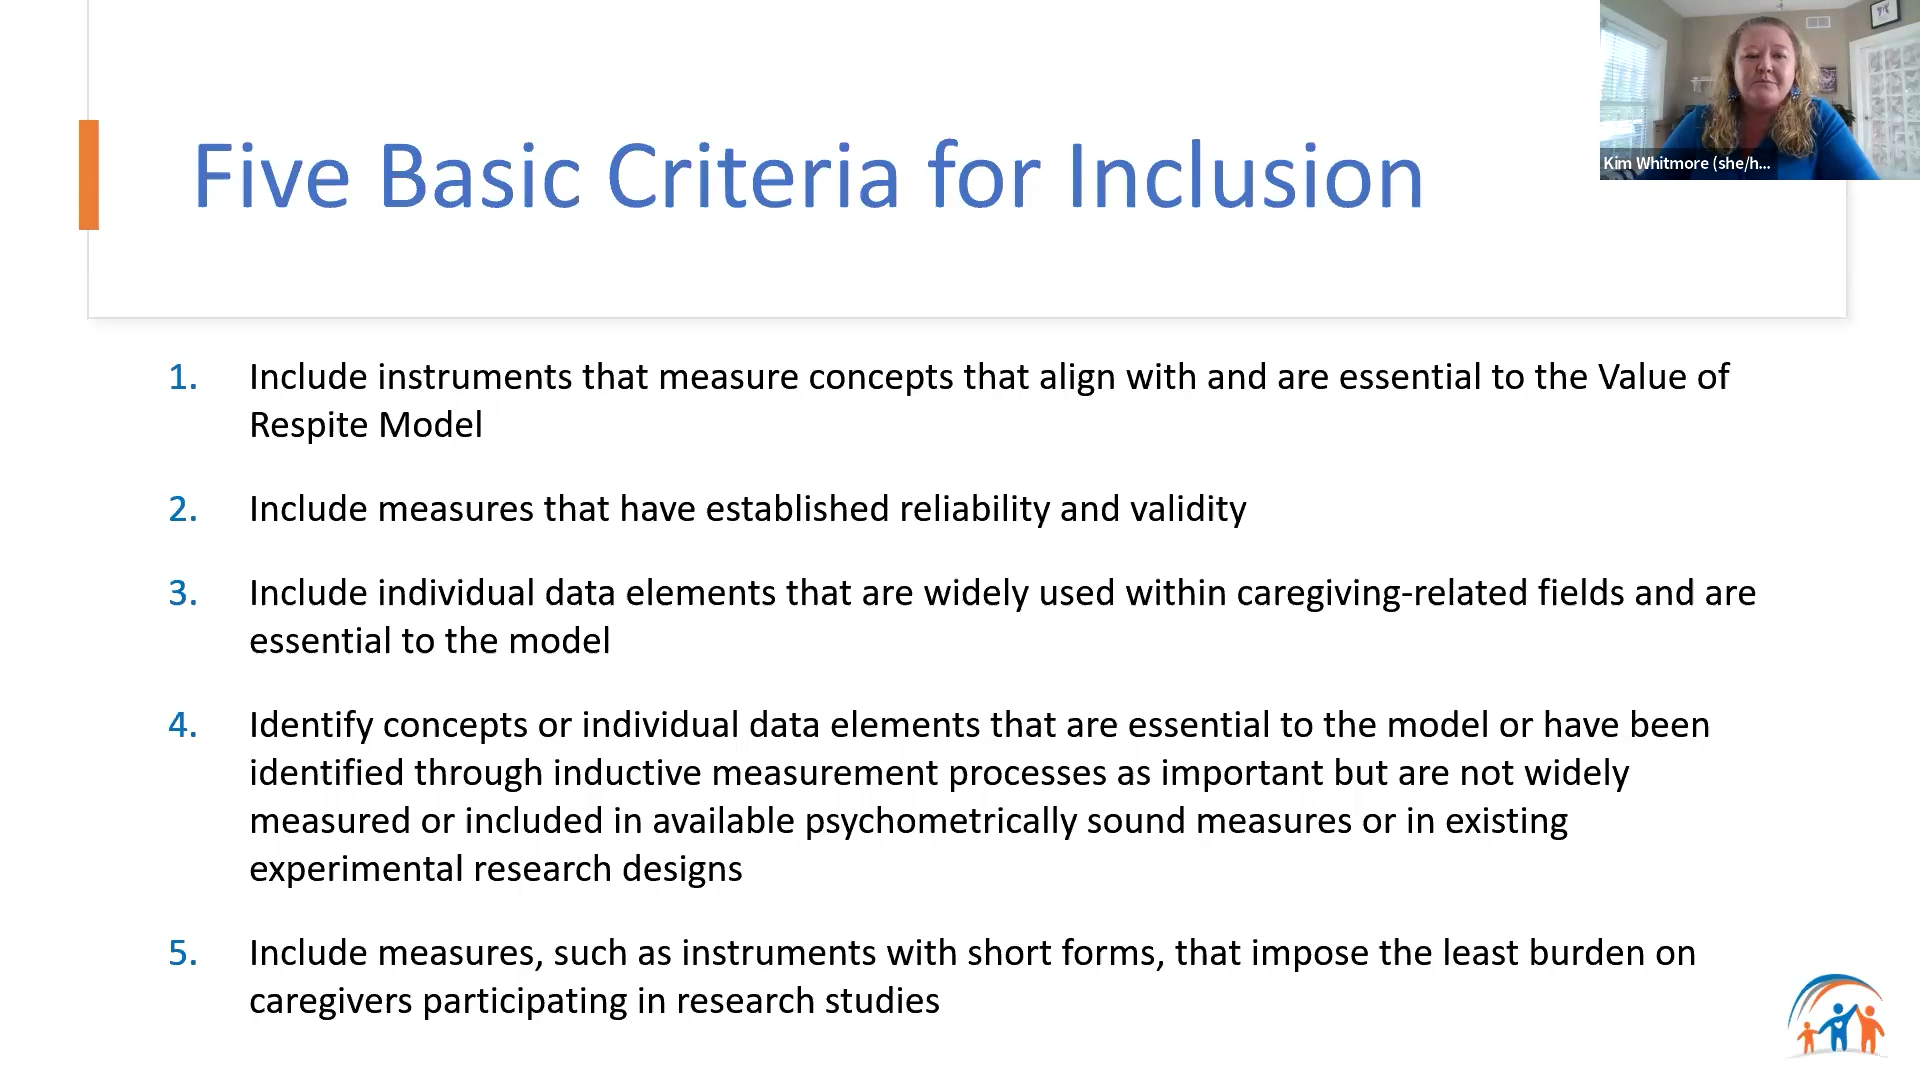 Five Basic Criteria for Inclusion
Kim Whitmore (she/h...
1. Include instruments that measure concepts that align with and are essential to the Value of
Respite Model
2. Include measures that have established reliability and validity
3. Include individual data elements that are widely used within caregiving-related fields and are
essential to the model
4. Identify concepts or individual data elements that are essential to the model or have been
identified through inductive measurement processes as important but are not widely
measured or included in available psychometrically sound measures or in existing
experimental research designs
5. Include measures, such as instruments with short forms, that impose the least burden on
caregivers participating in research studies